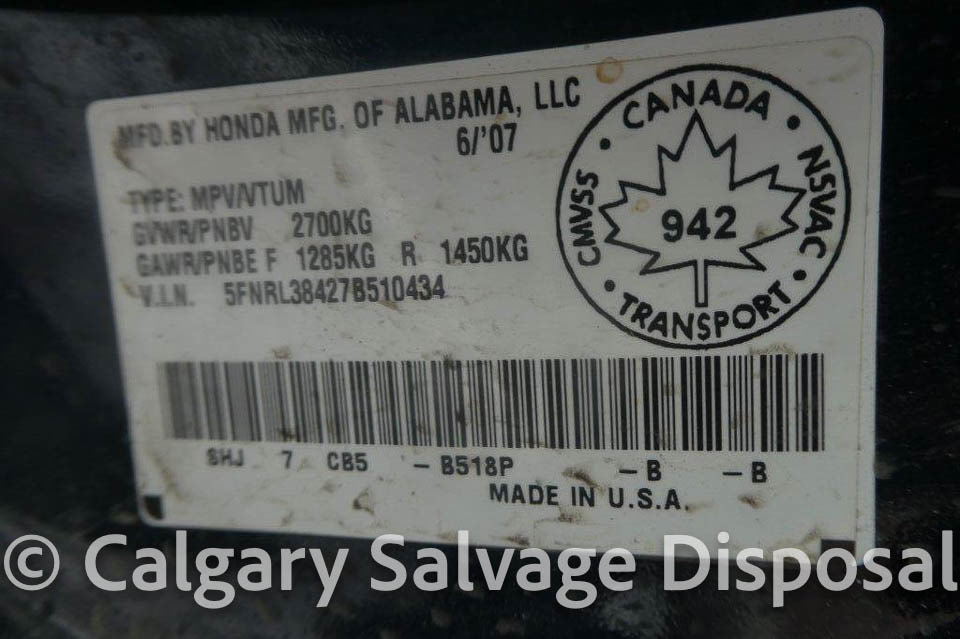 MFD.BY HONDA MFG. OF ALABAMA, LLC
6/'07
TYPE: MPV/VTUM
GVWR/PNBV 2700KG
GAWR/PNBE F 1285KG R 1450KG
V.I.N. 5FNRL38427B510434
CANADA
CMVSS
942
NSVAC
TRANSPORT
SHJ 7 CB5 -B518P -B -B
MADE IN U.S.A.
© Calgary Salvage Disposal